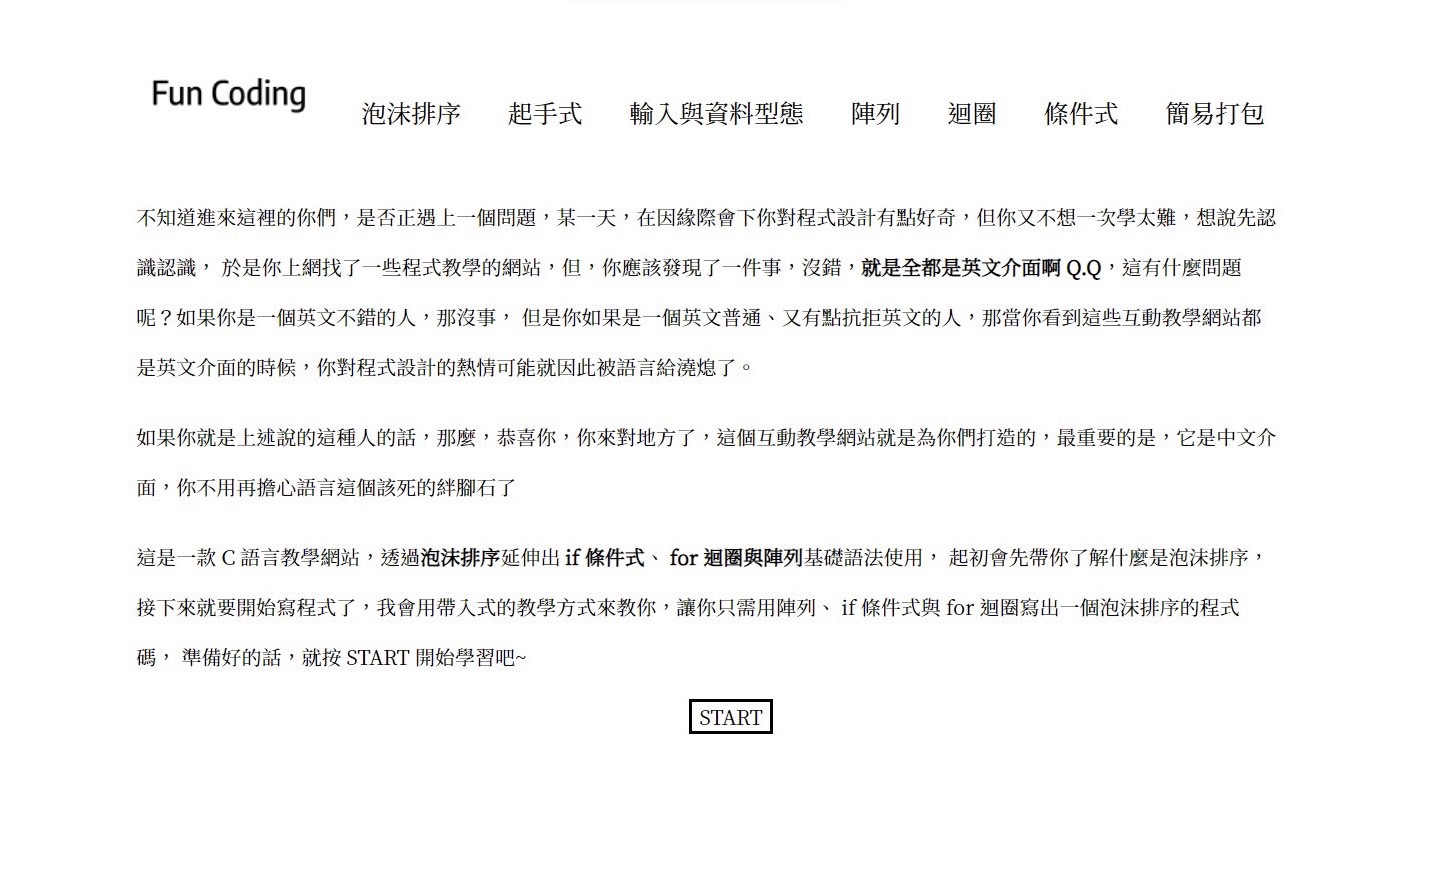 Fun Coding
泡沫排序 起手式 輸入與資料型態 陣列 迴圈 條件式 簡易打包
不知道進來這裡的你們，是否正遇上一個問題，某一天，在因緣際會下你對程式設計有點好奇，但你又不想一次學太難，想說先認
識認識， 於是你上網找了一些程式教學的網站，但，你應該發現了一件事，沒錯，就是全都是英文介面啊 Q.Q，這有什麼問題
呢？如果你是一個英文不錯的人，那沒事， 但是你如果是一個英文普通、又有點抗拒英文的人，那當你看到這些互動教學網站都
是英文介面的時候，你對程式設計的熱情可能就因此被語言給澆熄了。
如果你就是上述說的這種人的話，那麼，恭喜你，你來對地方了，這個互動教學網站就是為你們打造的，最重要的是，它是中文介
面，你不用再擔心語言這個該死的絆腳石了
這是一款 C 語言教學網站，透過泡沫排序延伸出 if 條件式、 for 迴圈與陣列基礎語法使用， 起初會先帶你了解什麼是泡沫排序，
接下來就要開始寫程式了，我會用帶入式的教學方式來教你，讓你只需用陣列、 if 條件式與 for 迴圈寫出一個泡沫排序的程式
碼， 準備好的話，就按 START 開始學習吧~
START